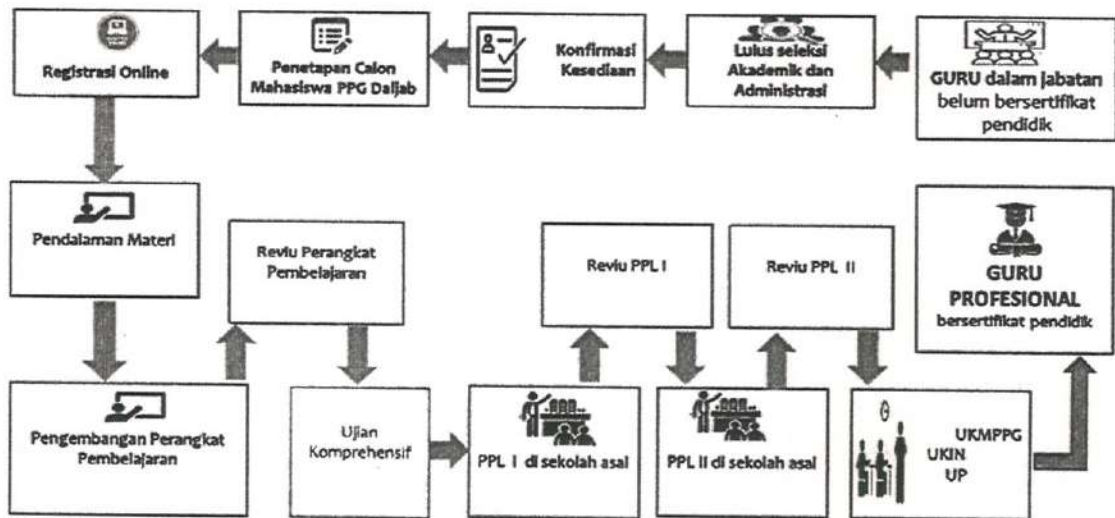 Registrasi Online
Penetapan Calon
Mahasiswa PPG Daljab
Konfirmasi
Kesediaan
Lulus seleksi
Akademik dan
Administrasi
GURU dalam jabatan
belum bersertifikat
pendidik
Pendalaman Materi
Reviu Perangkat
Pembelajaran
Reviu PPL I
Reviu PPL II
GURU
PROFESIONAL
bersertifikat pendidik
Pengembangan Perangkat
Pembelajaran
Ujian
Komprehensif
PPL I di sekolah asal
PPL II di sekolah asal
UKMPPG
UKIN
UP